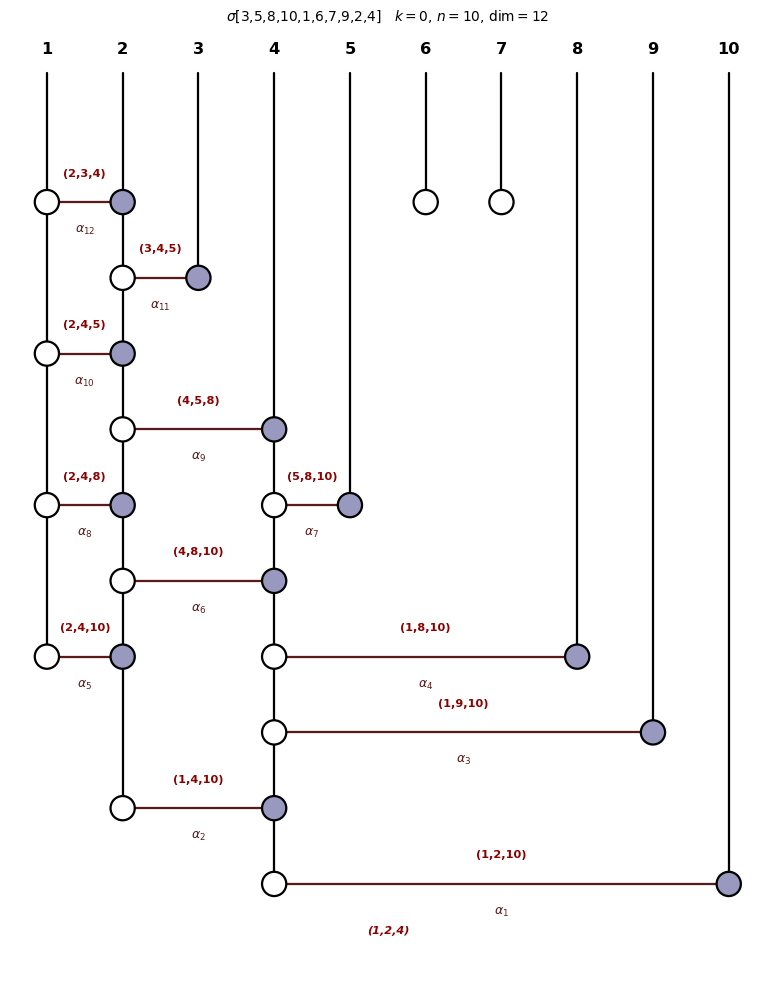 σ[3,5,8,10,1,6,7,9,2,4] k = 0, n = 10, dim = 12
1 2 3 4 5 6 7 8 9 10
(2,3,4)
α₁₂
(3,4,5)
α₁₁
(2,4,5)
α₁₀
(4,5,8)
α₉
(2,4,8) (5,8,10)
α₈ α₇
(4,8,10)
α₆
(2,4,10) (1,8,10)
α₅ α₄
(1,9,10)
α₃
(1,4,10)
α₂
(1,2,10)
α₁
(1,2,4)